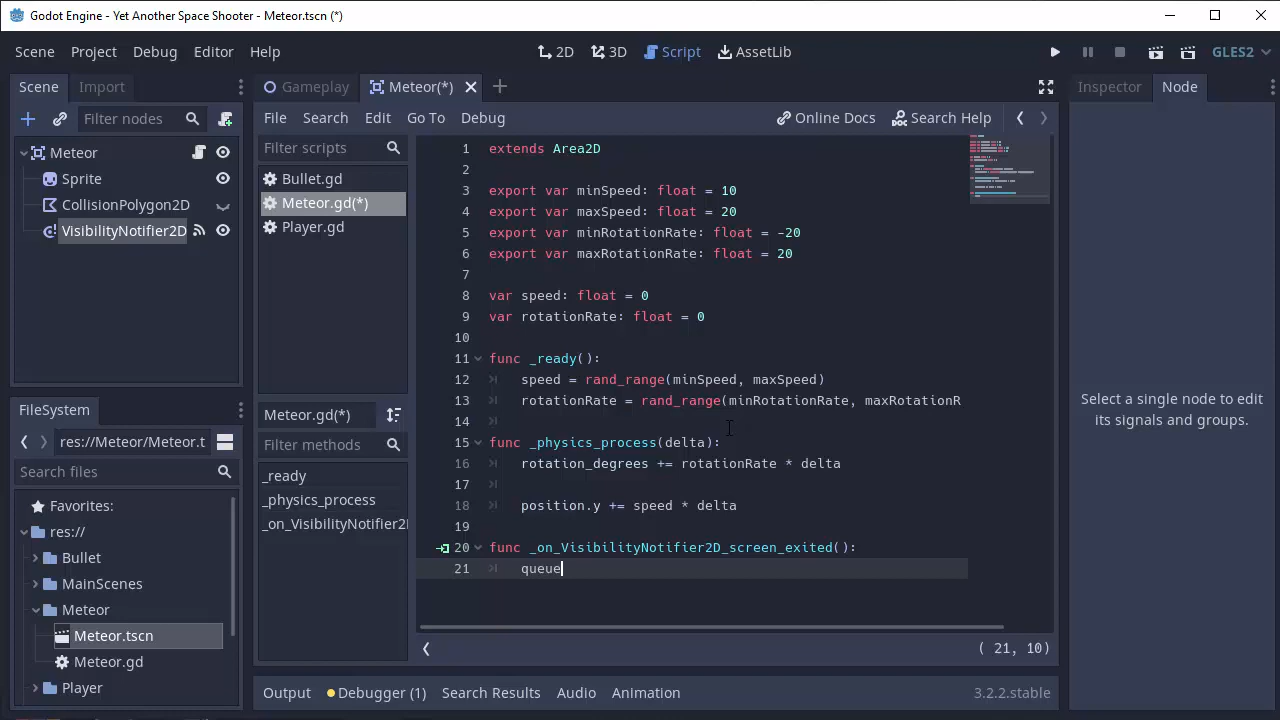 Godot Engine - Yet Another Space Shooter - Meteor.tscn (*)
Scene Project Debug Editor Help
2D 3D Script AssetLib
GLES2
Scene Import
Filter nodes
Meteor
Sprite
CollisionPolygon2D
VisibilityNotifier2D
FileSystem
res://Meteor/Meteor.t
Search files
Favorites:
res://
Bullet
MainScenes
Meteor
Meteor.tscn
Meteor.gd
Player
Gameplay Meteor(*)
File Search Edit Go To Debug
Online Docs Search Help
Filter scripts
Bullet.gd
Meteor.gd(*)
Player.gd
Meteor.gd(*)
Filter methods
_ready
_physics_process
_on_VisibilityNotifier2
1 extends Area2D
2
3 export var minSpeed: float = 10
4 export var maxSpeed: float = 20
5 export var minRotationRate: float = -20
6 export var maxRotationRate: float = 20
7
8 var speed: float = 0
9 var rotationRate: float = 0
10
11 func _ready():
12 speed = rand_range(minSpeed, maxSpeed)
13 rotationRate = rand_range(minRotationRate, maxRotationR
14
15 func _physics_process(delta):
16 rotation_degrees += rotationRate * delta
17
18 position.y += speed * delta
19
20 func _on_VisibilityNotifier2D_screen_exited():
21 queue
( 21, 10)
Output Debugger (1) Search Results Audio Animation
3.2.2.stable
Inspector Node
Select a single node to edit
its signals and groups.